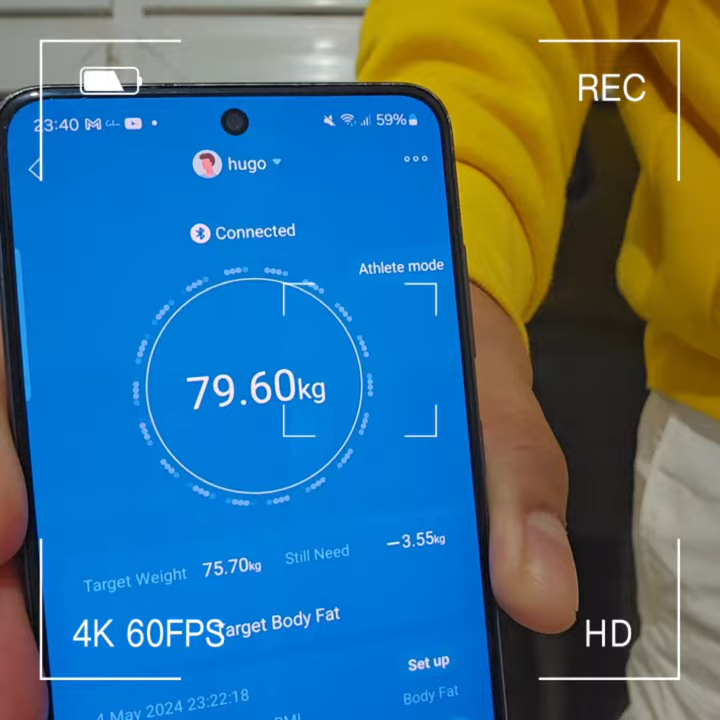 REC
23:40 59%
hugo
Connected
Athlete mode
79.60kg
Target Weight 75.70kg Still Need −3.55kg
4K 60FPS
HD
Target Body Fat
Set up
4 May 2024 23:22:18
Body Fat
BMI